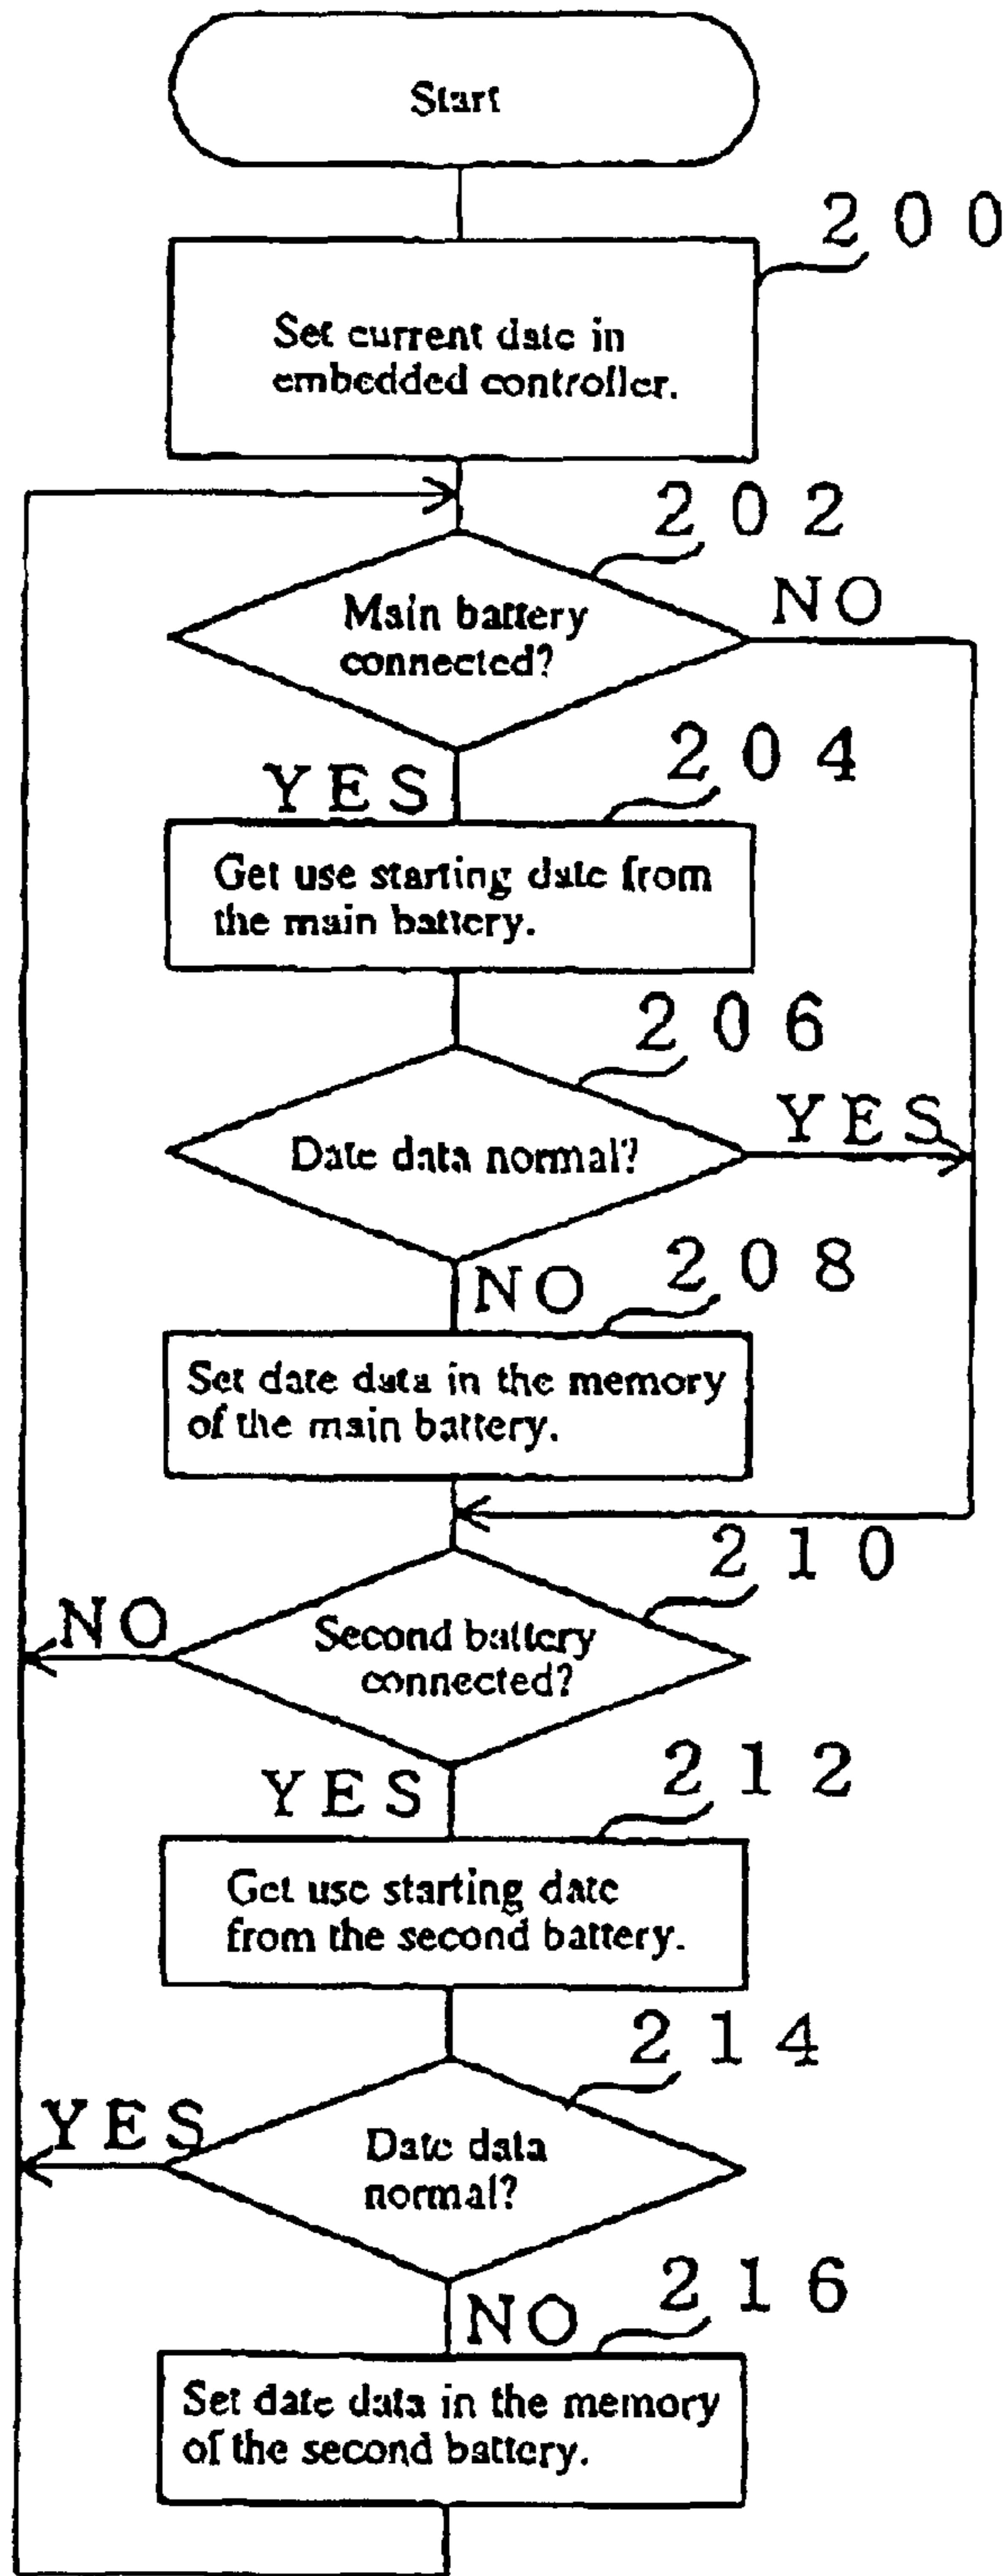 Start
200
Set current date in
embedded controller.
202
Main battery
connected?
NO
YES
204
Get use starting date from
the main battery.
206
Date data normal?
YES
NO
208
Set date data in the memory
of the main battery.
210
Second battery
connected?
NO
YES
212
Get use starting date
from the second battery.
214
Date data
normal?
YES
NO
216
Set date data in the memory
of the second battery.